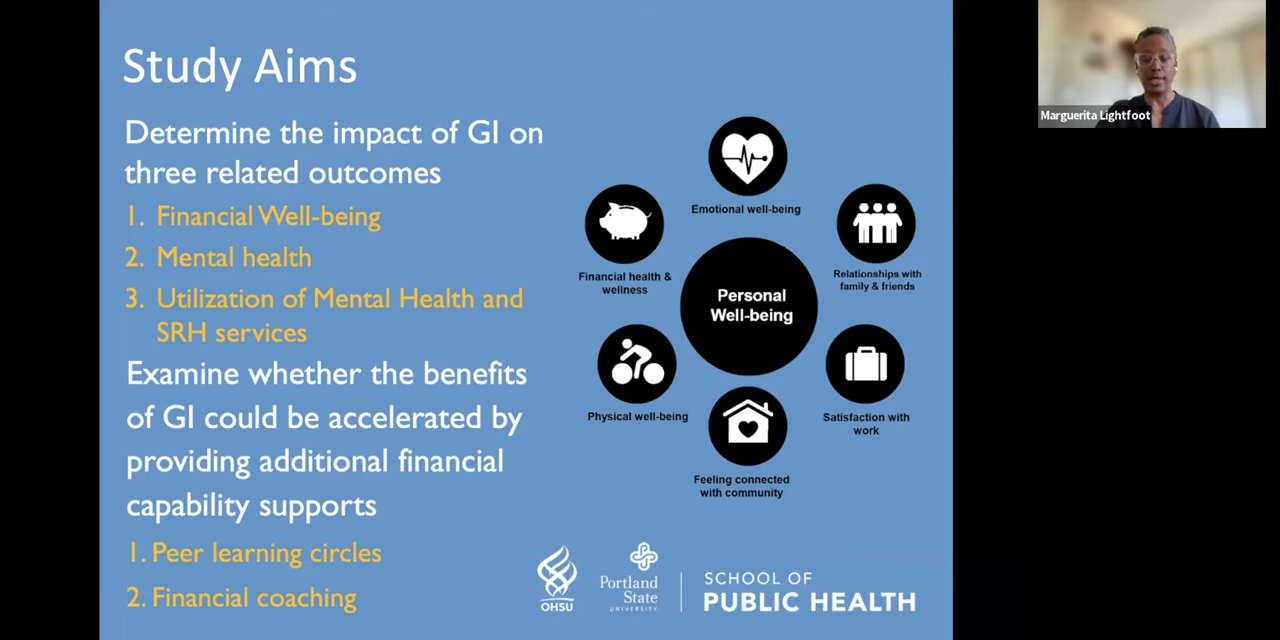 Study Aims
Determine the impact of GI on
three related outcomes
1. Financial Well-being
2. Mental health
3. Utilization of Mental Health and
SRH services
Examine whether the benefits
of GI could be accelerated by
providing additional financial
capability supports
1. Peer learning circles
2. Financial coaching
Emotional well-being
Financial health &
wellness
Relationships with
family & friends
Personal
Well-being
Physical well-being
Satisfaction with
work
Feeling connected
with community
OHSU
Portland
State
UNIVERSITY
SCHOOL OF
PUBLIC HEALTH
Marguerita Lightfoot